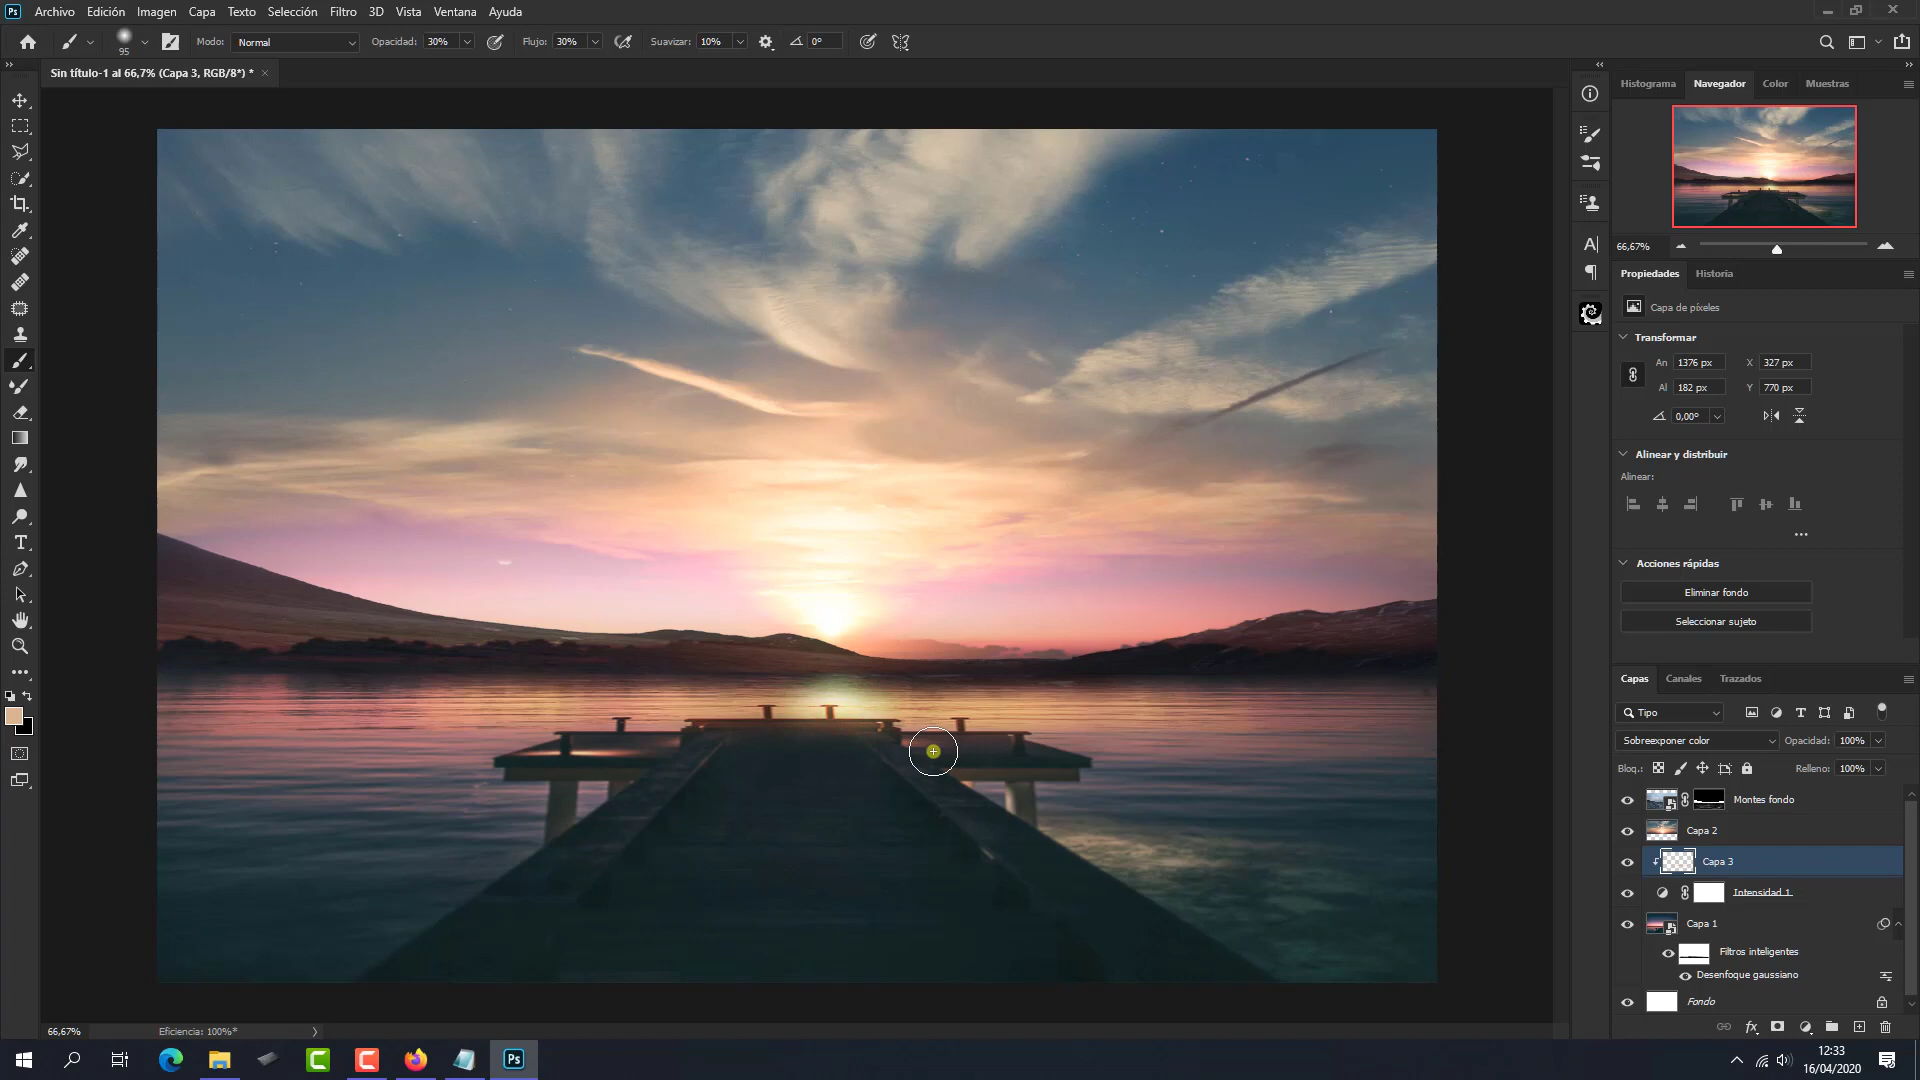 Ps Archivo Edición Imagen Capa Texto Selección Filtro 3D Vista Ventana Ayuda
95 Modo: Normal Opacidad: 30% Flujo: 30% Suavizar: 10% 0°
Sin título-1 al 66,7% (Capa 3, RGB/8*) * ×
Histograma Navegador Color Muestras
66,67%
Propiedades Historia
Capa de píxeles
Transformar
An 1376 px X 327 px
Al 182 px Y 770 px
0,00°
Alinear y distribuir
Alinear:
Acciones rápidas
Eliminar fondo
Seleccionar sujeto
Capas Canales Trazados
Tipo
Sobreexponer color Opacidad: 100%
Bloq.: Relleno: 100%
Montes fondo
Capa 2
Capa 3
Intensidad 1
Capa 1
Filtros inteligentes
Desenfoque gaussiano
Fondo
66,67% Eficiencia: 100%*
Ps
12:33
16/04/2020